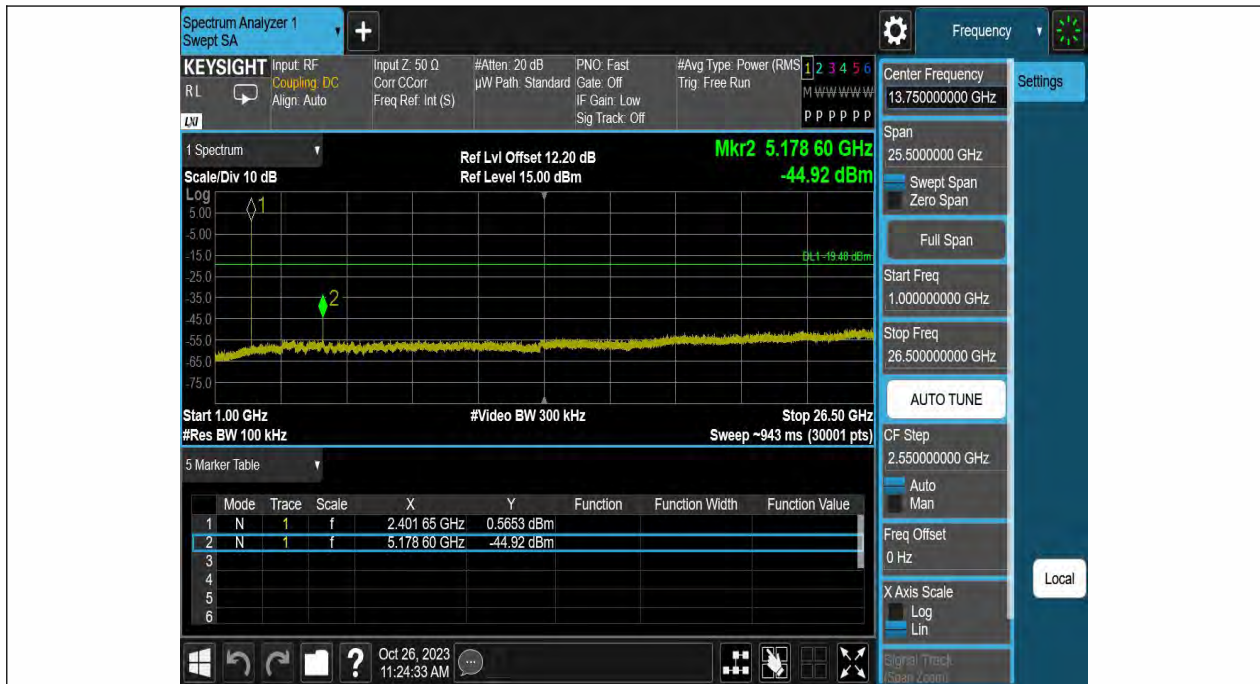 Spectrum Analyzer 1
Swept SA
+
Frequency
KEYSIGHT
RL
LXI
Input: RF
Coupling: DC
Align: Auto
Input Z: 50 Ω
Corr CCorr
Freq Ref: Int (S)
#Atten: 20 dB
µW Path: Standard
PNO: Fast
Gate: Off
IF Gain: Low
Sig Track: Off
#Avg Type: Power (RMS
Trig: Free Run
1 2 3 4 5 6
M W W W W W
P P P P P P
1 Spectrum
Scale/Div 10 dB
Ref Lvl Offset 12.20 dB
Ref Level 15.00 dBm
Mkr2 5.178 60 GHz
-44.92 dBm
Log
5.00
-5.00
-15.0
-25.0
-35.0
-45.0
-55.0
-65.0
-75.0
1
2
DL1 -19.40 dBm
Start 1.00 GHz
#Res BW 100 kHz
#Video BW 300 kHz
Stop 26.50 GHz
Sweep ~943 ms (30001 pts)
5 Marker Table
Mode Trace Scale X Y Function Function Width Function Value
1 N 1 f 2.401 65 GHz 0.5653 dBm
2 N 1 f 5.178 60 GHz -44.92 dBm
3
4
5
6
Center Frequency
13.750000000 GHz
Span
25.5000000 GHz
Swept Span
Zero Span
Full Span
Start Freq
1.000000000 GHz
Stop Freq
26.500000000 GHz
AUTO TUNE
CF Step
2.550000000 GHz
Auto
Man
Freq Offset
0 Hz
X Axis Scale
Log
Lin
Signal Track
(Span Zoom)
Settings
Local
?
Oct 26, 2023
11:24:33 AM